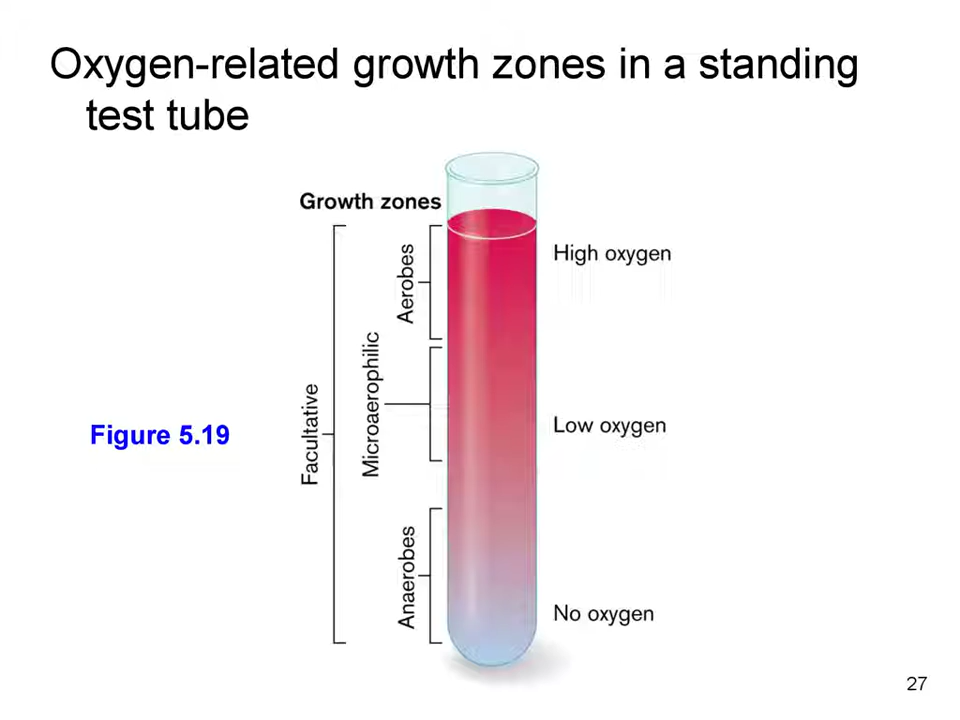 Oxygen-related growth zones in a standing
test tube
Growth zones
Aerobes
High oxygen
Microaerophilic
Facultative
Low oxygen
Figure 5.19
Anaerobes
No oxygen
27